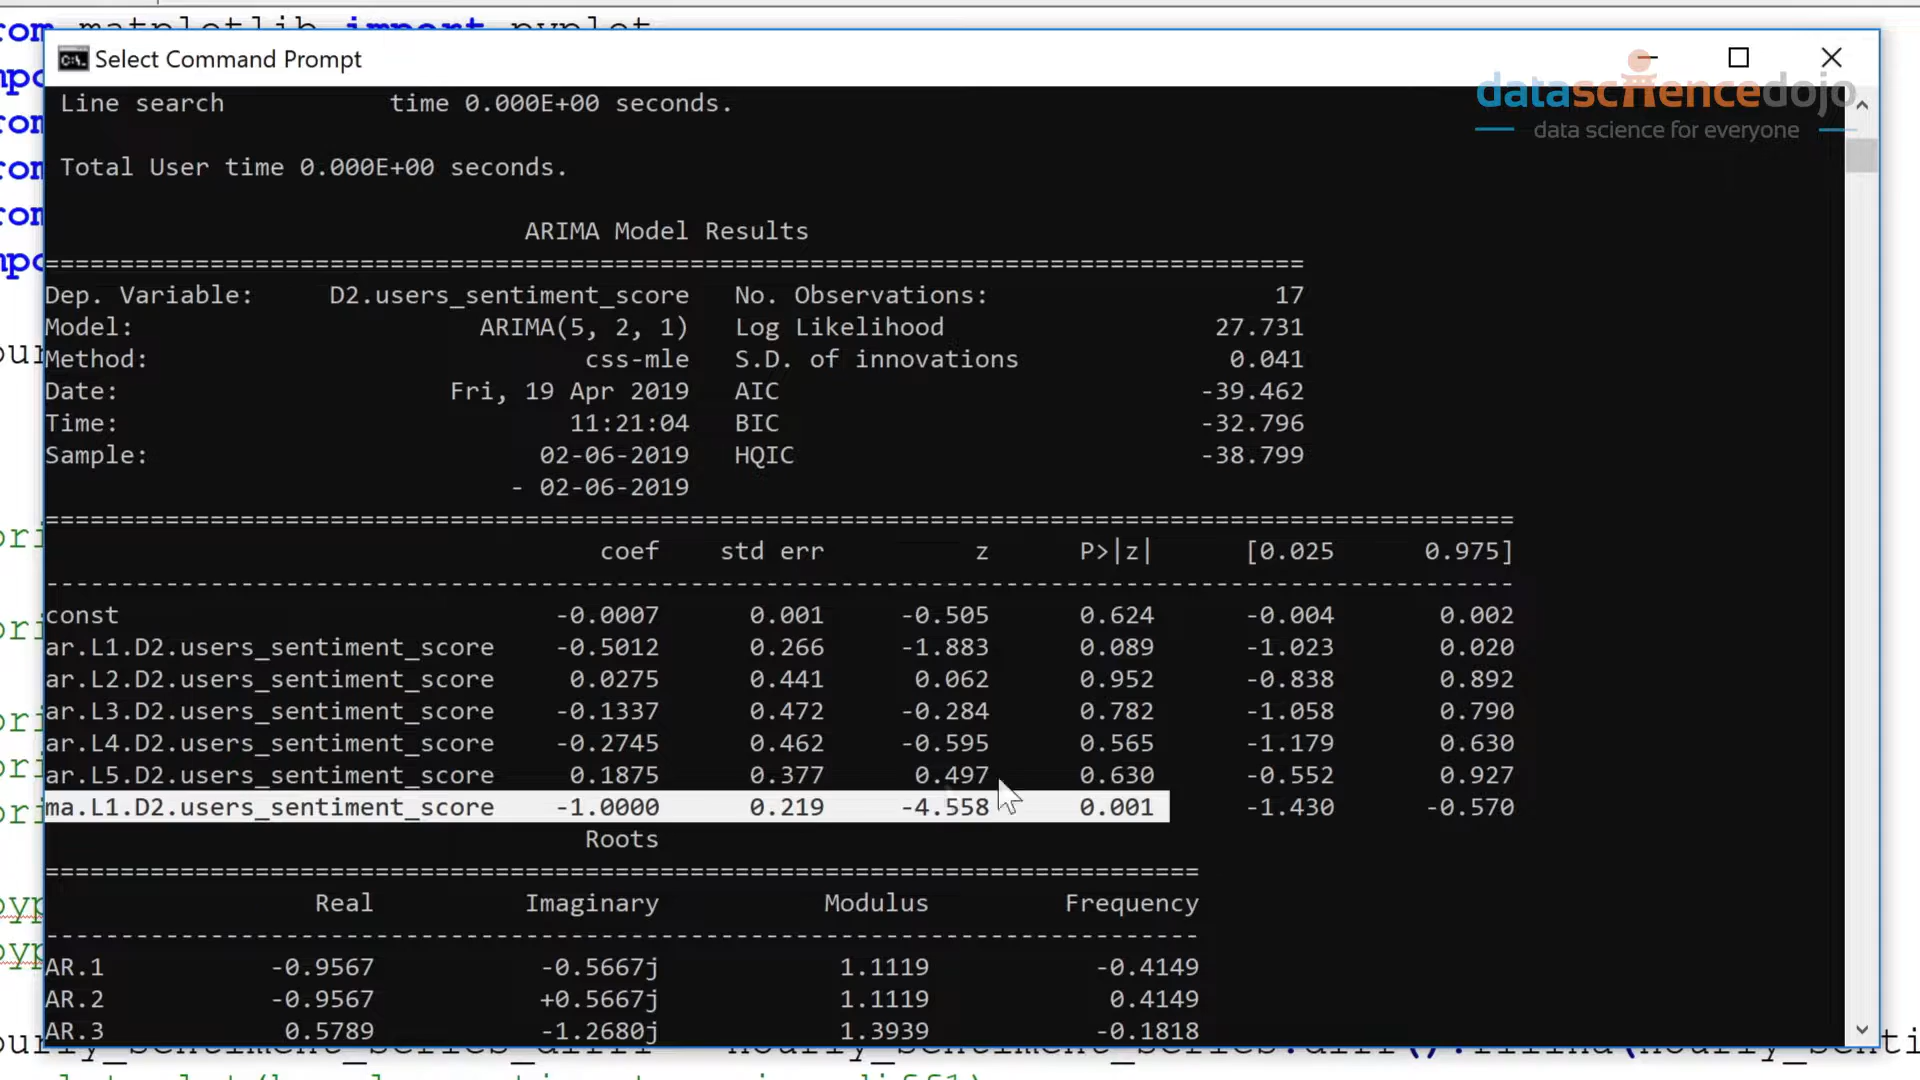 from matplotlib import pyplot
Select Command Prompt
datasciencedojo
data science for everyone
Line search time 0.000E+00 seconds.
Total User time 0.000E+00 seconds.
ARIMA Model Results
==============================================================================
Dep. Variable: D2.users_sentiment_score No. Observations: 17
Model: ARIMA(5, 2, 1) Log Likelihood 27.731
Method: css-mle S.D. of innovations 0.041
Date: Fri, 19 Apr 2019 AIC -39.462
Time: 11:21:04 BIC -32.796
Sample: 02-06-2019 HQIC -38.799
- 02-06-2019
coef std err z P>|z| [0.025 0.975]
const -0.0007 0.001 -0.505 0.624 -0.004 0.002
ar.L1.D2.users_sentiment_score -0.5012 0.266 -1.883 0.089 -1.023 0.020
ar.L2.D2.users_sentiment_score 0.0275 0.441 0.062 0.952 -0.838 0.892
ar.L3.D2.users_sentiment_score -0.1337 0.472 -0.284 0.782 -1.058 0.790
ar.L4.D2.users_sentiment_score -0.2745 0.462 -0.595 0.565 -1.179 0.630
ar.L5.D2.users_sentiment_score 0.1875 0.377 0.497 0.630 -0.552 0.927
ma.L1.D2.users_sentiment_score -1.0000 0.219 -4.558 0.001 -1.430 -0.570
Roots
Real Imaginary Modulus Frequency
AR.1 -0.9567 -0.5667j 1.1119 -0.4149
AR.2 -0.9567 +0.5667j 1.1119 0.4149
AR.3 0.5789 -1.2680j 1.3939 -0.1818